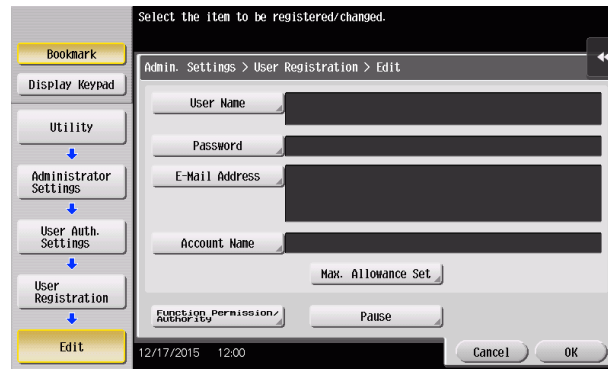 Select the item to be registered/changed.
Bookmark
Display Keypad
Utility
Administrator
Settings
User Auth.
Settings
User
Registration
Edit
Admin. Settings > User Registration > Edit
User Name
Password
E-Mail Address
Account Name
Max. Allowance Set
Function Permission/
Authority
Pause
12/17/2015 12:00
Cancel
OK